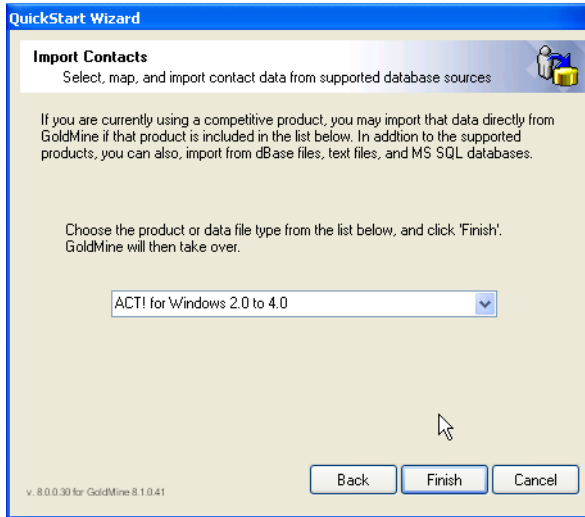 QuickStart Wizard
Import Contacts
Select, map, and import contact data from supported database sources
If you are currently using a competitive product, you may import that data directly from
GoldMine if that product is included in the list below. In addtion to the supported
products, you can also, import from dBase files, text files, and MS SQL databases.
Choose the product or data file type from the list below, and click 'Finish'.
GoldMine will then take over.
ACT! for Windows 2.0 to 4.0
Back Finish Cancel
v. 8.0.0.30 for GoldMine 8.1.0.41